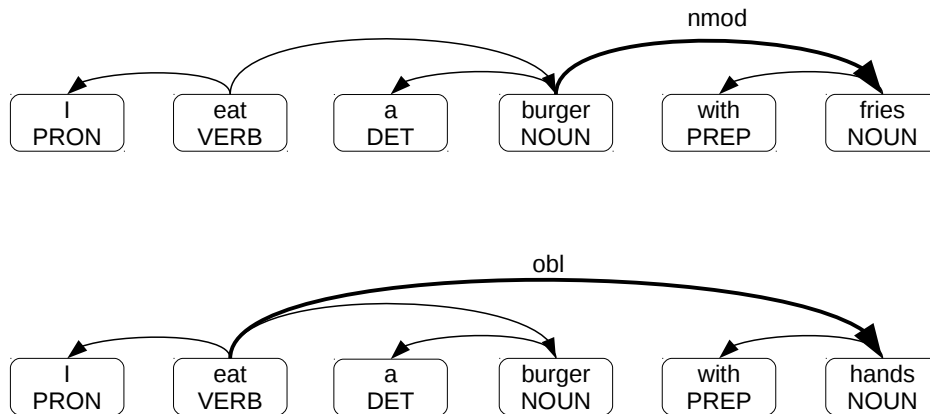 nmod
I eat a burger with fries
PRON VERB DET NOUN PREP NOUN
obl
I eat a burger with hands
PRON VERB DET NOUN PREP NOUN